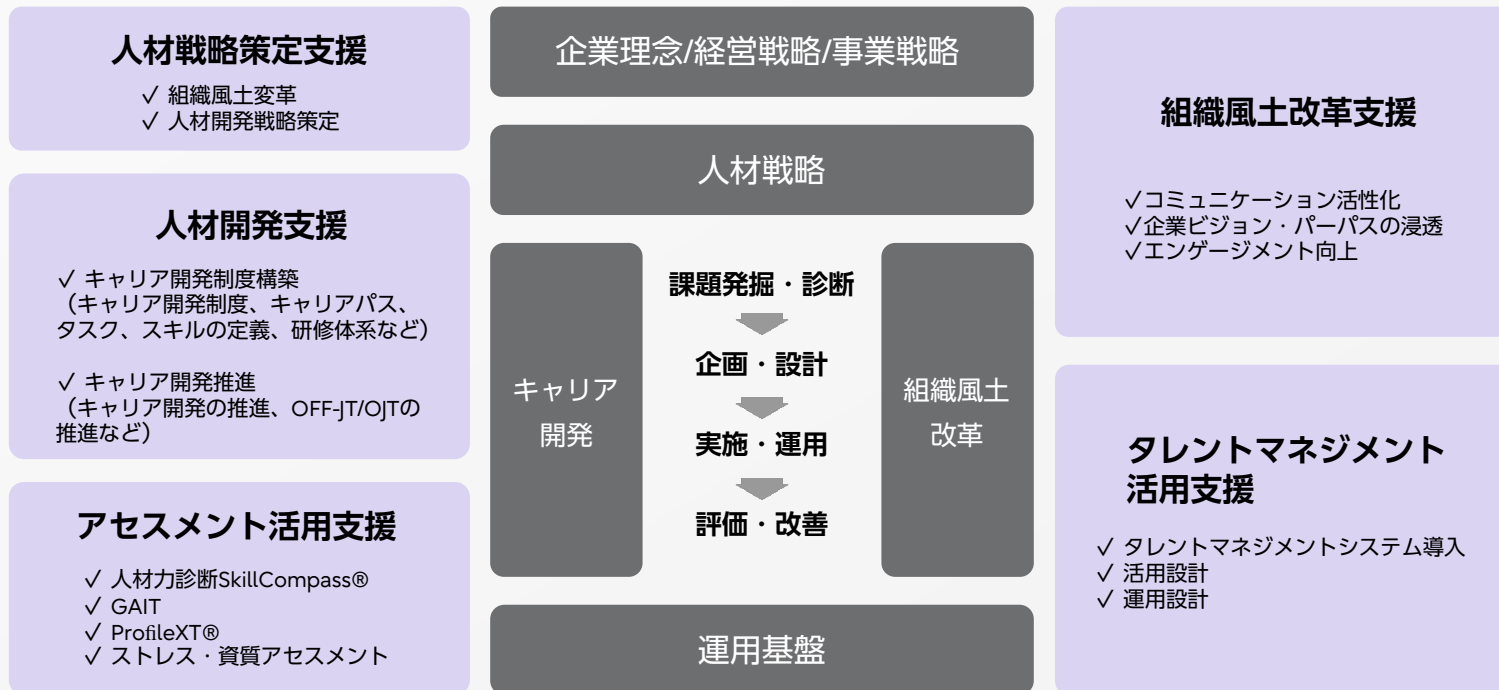 人材戦略策定支援
✓ 組織風土変革
✓ 人材開発戦略策定
人材開発支援
✓ キャリア開発制度構築
（キャリア開発制度、キャリアパス、
タスク、スキルの定義、研修体系など）
✓ キャリア開発推進
（キャリア開発の推進、OFF-JT/OJTの
推進など）
アセスメント活用支援
✓ 人材力診断SkillCompass®
✓ GAIT
✓ ProfileXT®
✓ ストレス・資質アセスメント
企業理念/経営戦略/事業戦略
人材戦略
キャリア
開発
課題発掘・診断
企画・設計
実施・運用
評価・改善
組織風土
改革
運用基盤
組織風土改革支援
✓コミュニケーション活性化
✓企業ビジョン・パーパスの浸透
✓エンゲージメント向上
タレントマネジメント
活用支援
✓ タレントマネジメントシステム導入
✓ 活用設計
✓ 運用設計